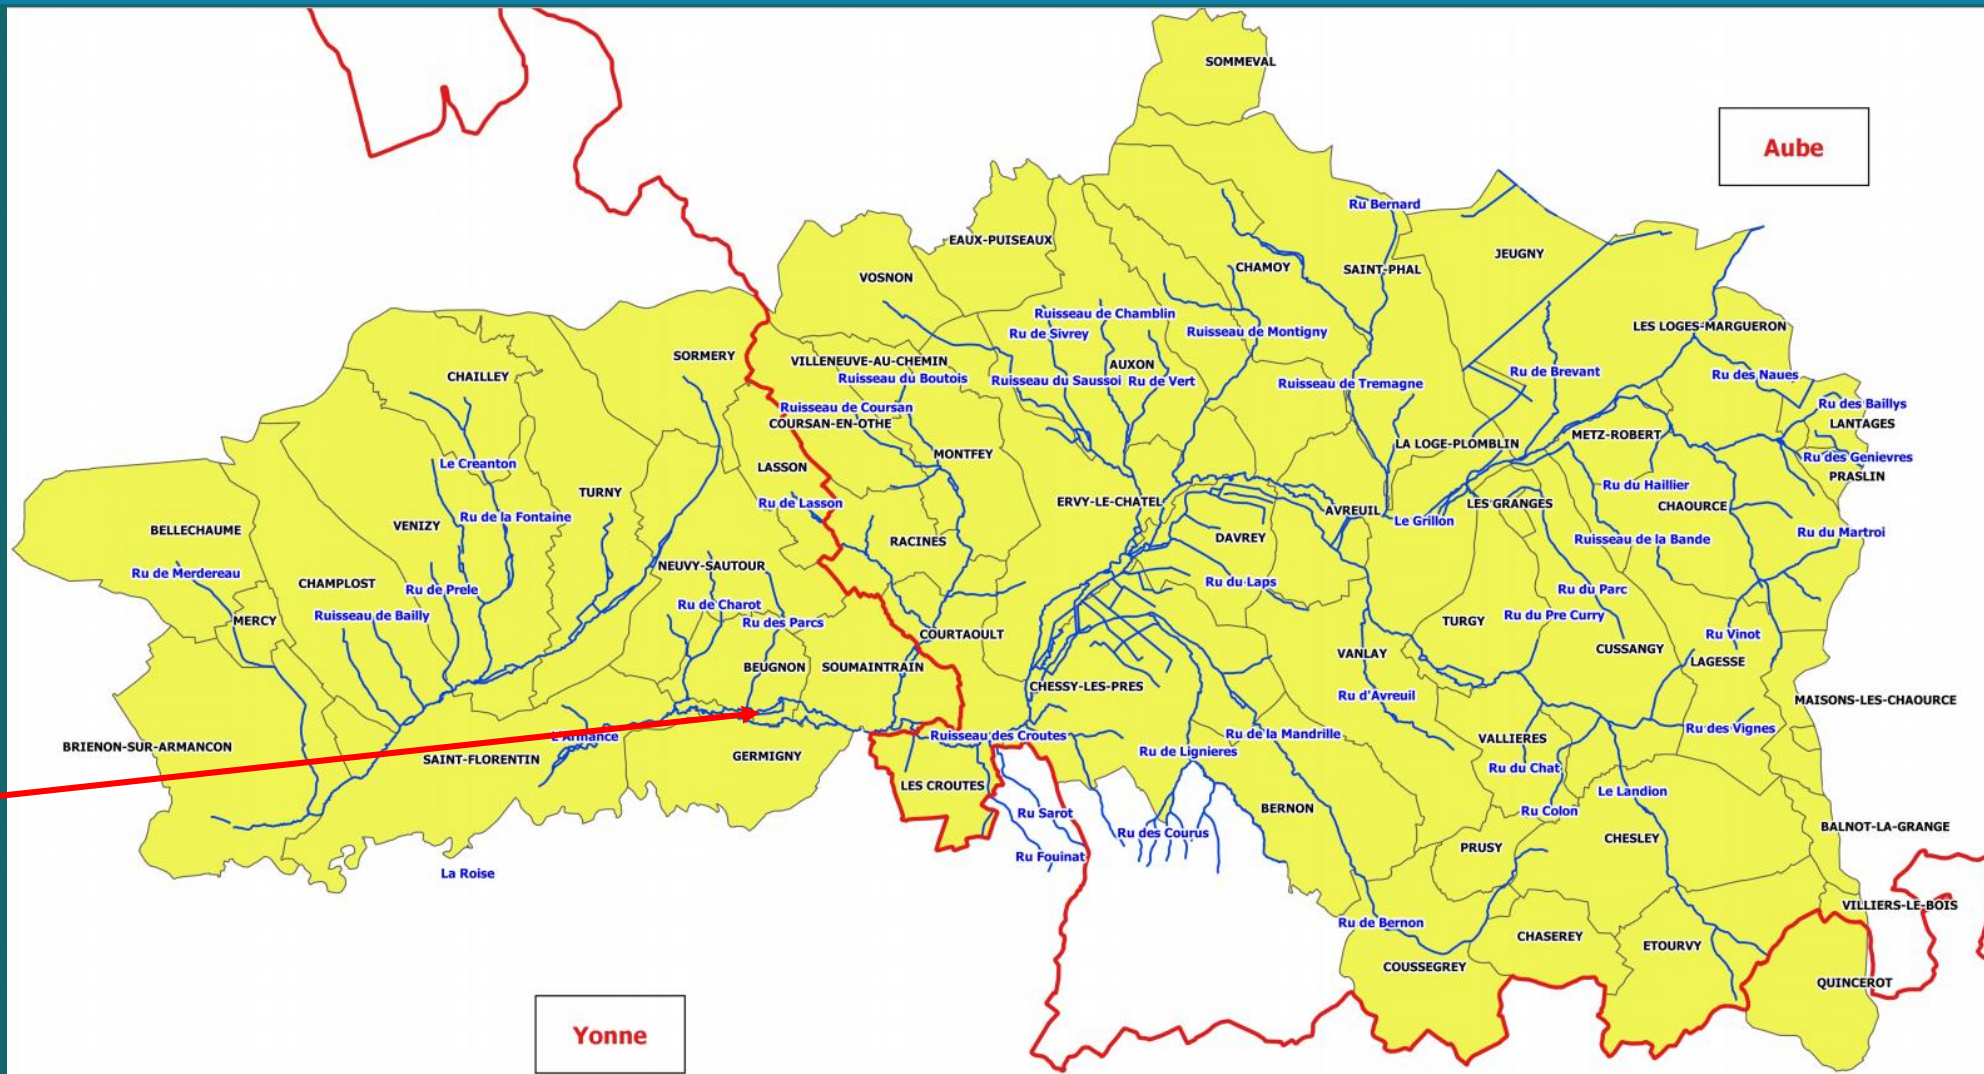 SOMMEVAL
Aube
Ru Bernard
EAUX-PUISEAUX
JEUGNY
CHAMOY
SAINT-PHAL
VOSNON
Ruisseau de Chamblin
Ru de Sivrey
Ruisseau de Montigny
LES LOGES-MARGUERON
SORMERY
VILLENEUVE-AU-CHEMIN
AUXON
CHAILLEY
Ruisseau du Boutois
Ruisseau du Saussoi
Ru de Vert
Ruisseau de Tremagne
Ru de Brevant
Ru des Naues
Ruisseau de Coursan
COURSAN-EN-OTHE
Ru des Baillys
LANTAGES
LA LOGE-PLOMBLIN
METZ-ROBERT
MONTFEY
Le Creanton
LASSON
Ru des Genievres
PRASLIN
TURNY
Ru de Lasson
ERVY-LE-CHATEL
Ru du Haillier
LES GRANGES
CHAOURCE
AVREUIL
Le Grillon
BELLECHAUME
VENIZY
Ru de la Fontaine
RACINES
DAVREY
Ruisseau de la Bande
Ru du Martroi
Ru de Merdereau
CHAMPLOST
NEUVY-SAUTOUR
Ru de Prele
Ru du Laps
Ru du Parc
MERCY
Ruisseau de Bailly
Ru de Charot
Ru des Parcs
TURGY
Ru du Pre Curry
COURTAOULT
Ru Vinot
BEUGNON
SOUMAINTRAIN
VANLAY
CUSSANGY
LAGESSE
CHESSY-LES-PRES
Ru d'Avreuil
MAISONS-LES-CHAOURCE
BRIENON-SUR-ARMANCON
L'Armance
Ruisseau des Croutes
Ru de la Mandrille
Ru des Vignes
SAINT-FLORENTIN
GERMIGNY
Ru de Lignieres
VALLIERES
Ru du Chat
LES CROUTES
Le Landion
Ru Sarot
BERNON
Ru Colon
Ru des Courus
CHESLEY
BALNOT-LA-GRANGE
Ru Fouinat
PRUSY
La Roise
VILLIERS-LE-BOIS
Ru de Bernon
CHASEREY
ETOURVY
COUSSEGREY
QUINCEROT
Yonne